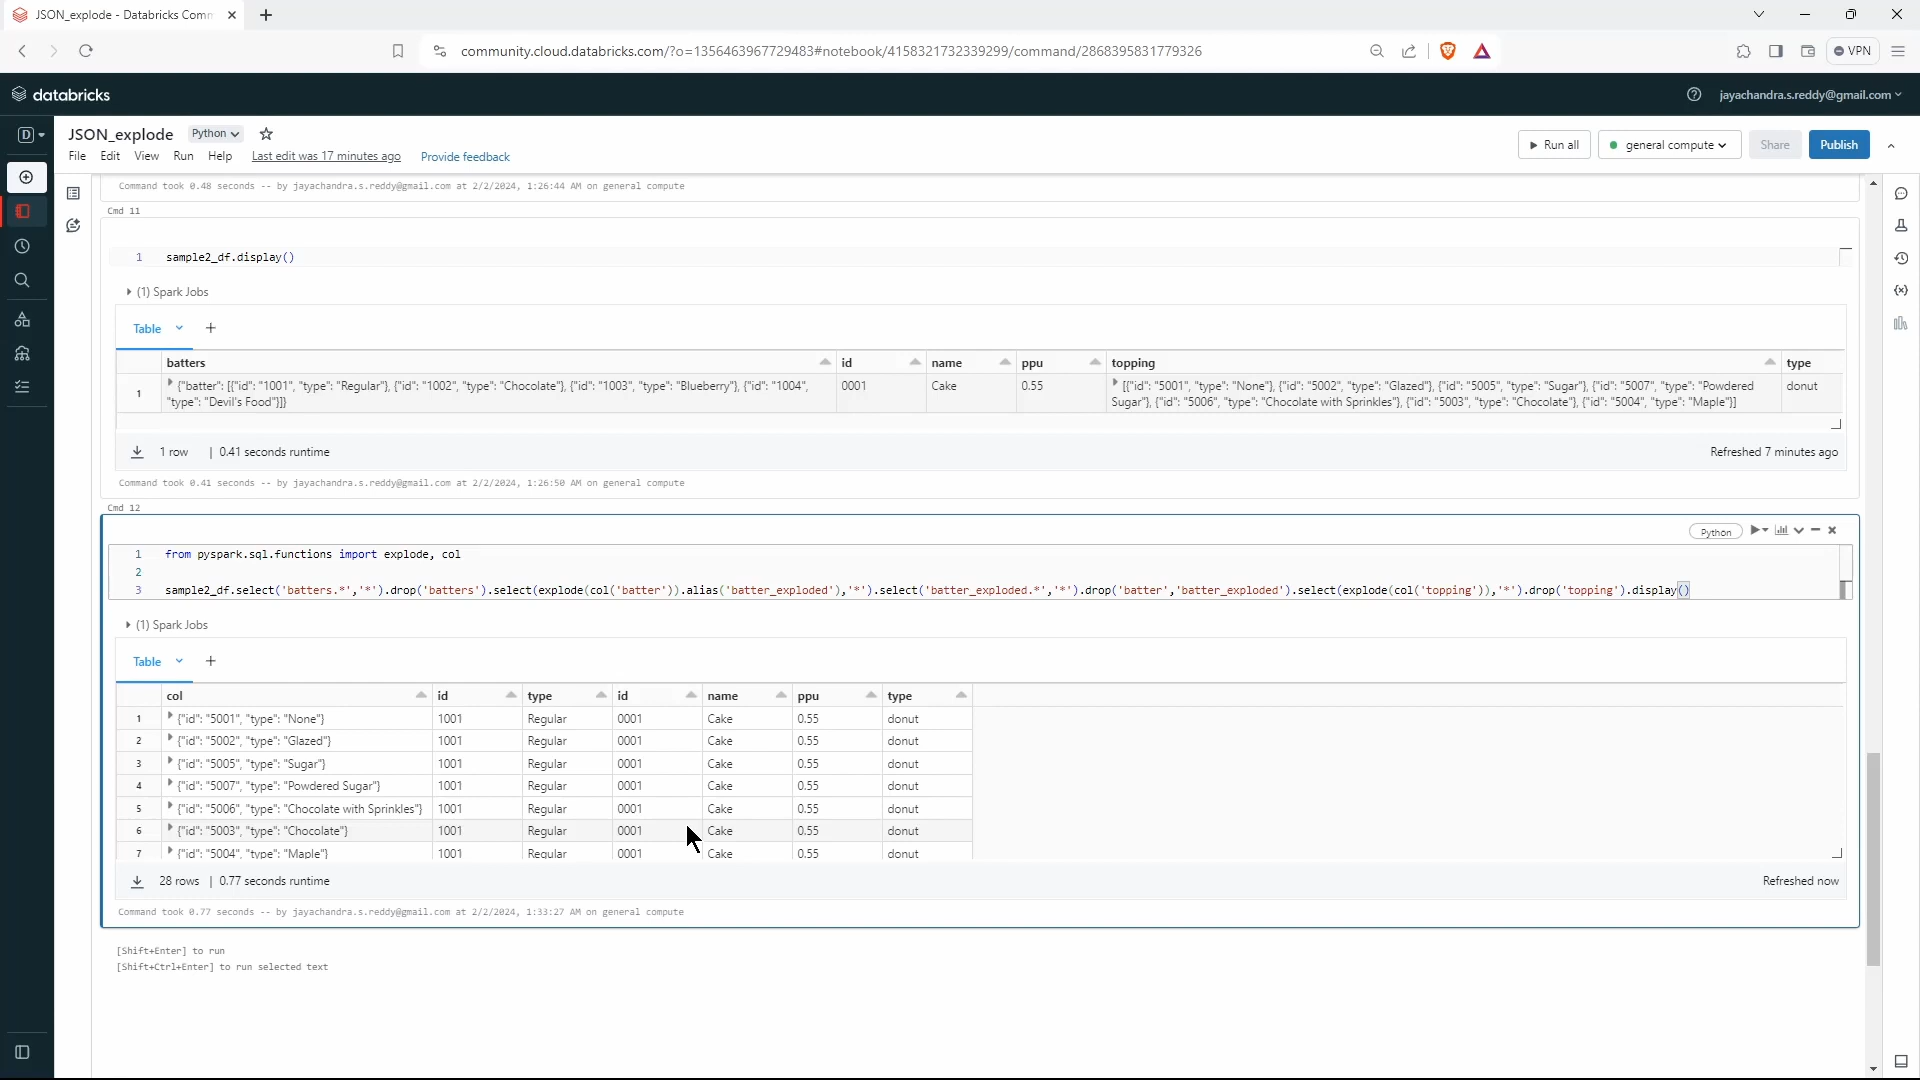 JSON_explode - Databricks Comm
community.cloud.databricks.com/?o=1356463967729483#notebook/4158321732339299/command/2868395831779326
VPN
databricks
jayachandra.s.reddy@gmail.com
D
JSON_explode Python
File Edit View Run Help Last edit was 17 minutes ago Provide feedback
Run all general compute Share Publish
Command took 0.48 seconds -- by jayachandra.s.reddy@gmail.com at 2/2/2024, 1:26:44 AM on general compute
Cmd 11
1 sample2_df.display()
(1) Spark Jobs
Table +
batters id name ppu topping type
1 {"batter": [{"id": "1001", "type": "Regular"}, {"id": "1002", "type": "Chocolate"}, {"id": "1003", "type": "Blueberry"}, {"id": "1004", 0001 Cake 0.55 [{"id": "5001", "type": "None"}, {"id": "5002", "type": "Glazed"}, {"id": "5005", "type": "Sugar"}, {"id": "5007", "type": "Powdered donut
"type": "Devil's Food"}]} Sugar"}, {"id": "5006", "type": "Chocolate with Sprinkles"}, {"id": "5003", "type": "Chocolate"}, {"id": "5004", "type": "Maple"}]
1 row | 0.41 seconds runtime Refreshed 7 minutes ago
Command took 0.41 seconds -- by jayachandra.s.reddy@gmail.com at 2/2/2024, 1:26:50 AM on general compute
Cmd 12
Python
1 from pyspark.sql.functions import explode, col
2
3 sample2_df.select('batters.*','*').drop('batters').select(explode(col('batter')).alias('batter_exploded'),'*').select('batter_exploded.*','*').drop('batter','batter_exploded').select(explode(col('topping')),'*').drop('topping').display()
(1) Spark Jobs
Table +
col id type id name ppu type
1 {"id": "5001", "type": "None"} 1001 Regular 0001 Cake 0.55 donut
2 {"id": "5002", "type": "Glazed"} 1001 Regular 0001 Cake 0.55 donut
3 {"id": "5005", "type": "Sugar"} 1001 Regular 0001 Cake 0.55 donut
4 {"id": "5007", "type": "Powdered Sugar"} 1001 Regular 0001 Cake 0.55 donut
5 {"id": "5006", "type": "Chocolate with Sprinkles"} 1001 Regular 0001 Cake 0.55 donut
6 {"id": "5003", "type": "Chocolate"} 1001 Regular 0001 Cake 0.55 donut
7 {"id": "5004", "type": "Maple"} 1001 Regular 0001 Cake 0.55 donut
28 rows | 0.77 seconds runtime Refreshed now
Command took 0.77 seconds -- by jayachandra.s.reddy@gmail.com at 2/2/2024, 1:33:27 AM on general compute
[Shift+Enter] to run
[Shift+Ctrl+Enter] to run selected text